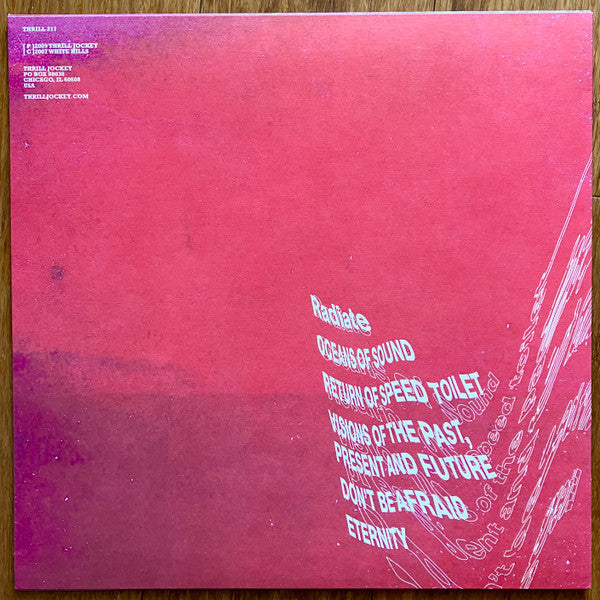 THRILL 211
[P]2009 THRILL JOCKEY
[C]2007 WHITE HILLS
THRILL JOCKEY
PO BOX 08038
CHICAGO, IL 60608
USA
THRILLJOCKEY.COM
Radiate
OCEANS OF SOUND
RETURN OF SPEED TOILET
VISIONS OF THE PAST,
PRESENT AND FUTURE
DON'T BE AFRAID
ETERNITY